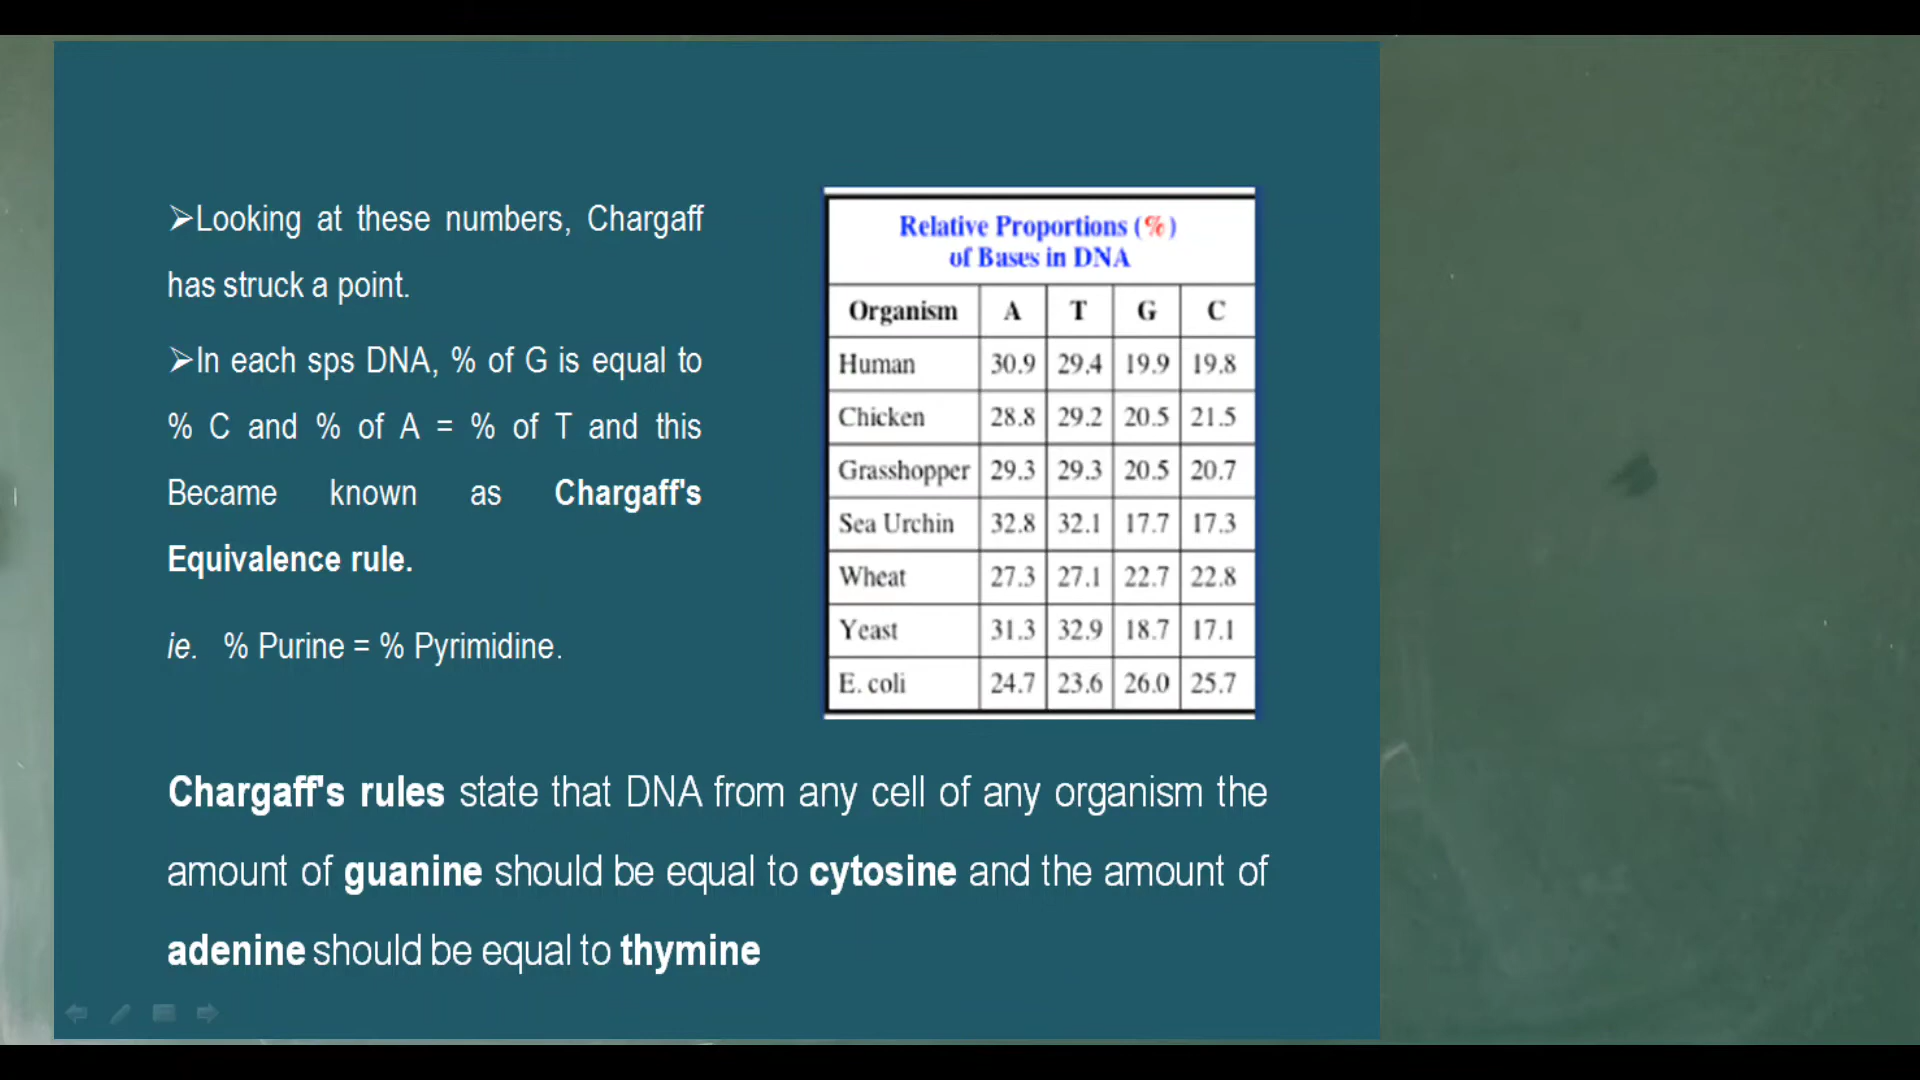 ➢Looking at these numbers, Chargaff
has struck a point.
➢In each sps DNA, % of G is equal to
% C and % of A = % of T and this
Became known as Chargaff's
Equivalence rule.
ie. % Purine = % Pyrimidine.
Relative Proportions (%)
of Bases in DNA
Organism A T G C
Human 30.9 29.4 19.9 19.8
Chicken 28.8 29.2 20.5 21.5
Grasshopper 29.3 29.3 20.5 20.7
Sea Urchin 32.8 32.1 17.7 17.3
Wheat 27.3 27.1 22.7 22.8
Yeast 31.3 32.9 18.7 17.1
E. coli 24.7 23.6 26.0 25.7
Chargaff's rules state that DNA from any cell of any organism the
amount of guanine should be equal to cytosine and the amount of
adenine should be equal to thymine